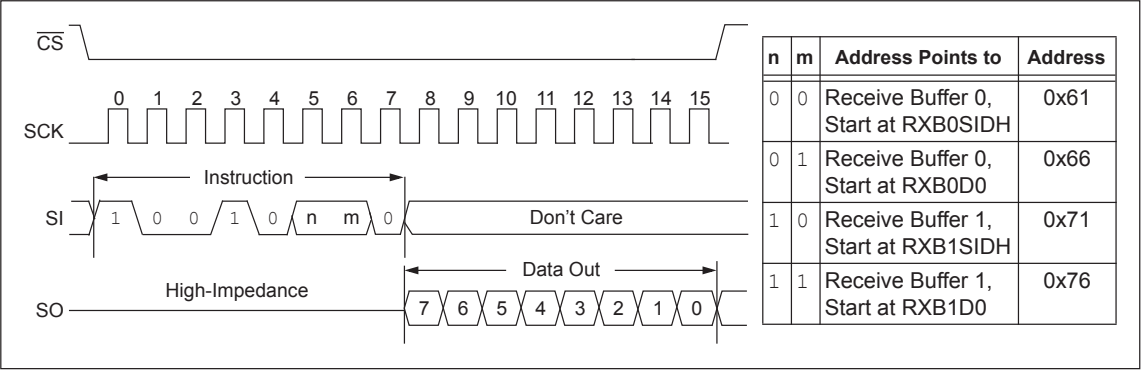 CS
0 1 2 3 4 5 6 7 8 9 10 11 12 13 14 15
SCK
Instruction
SI 1 0 0 1 0 n m 0 Don't Care
Data Out
High-Impedance
SO 7 6 5 4 3 2 1 0
n m Address Points to Address
0 0 Receive Buffer 0, 0x61
Start at RXB0SIDH
0 1 Receive Buffer 0, 0x66
Start at RXB0D0
1 0 Receive Buffer 1, 0x71
Start at RXB1SIDH
1 1 Receive Buffer 1, 0x76
Start at RXB1D0